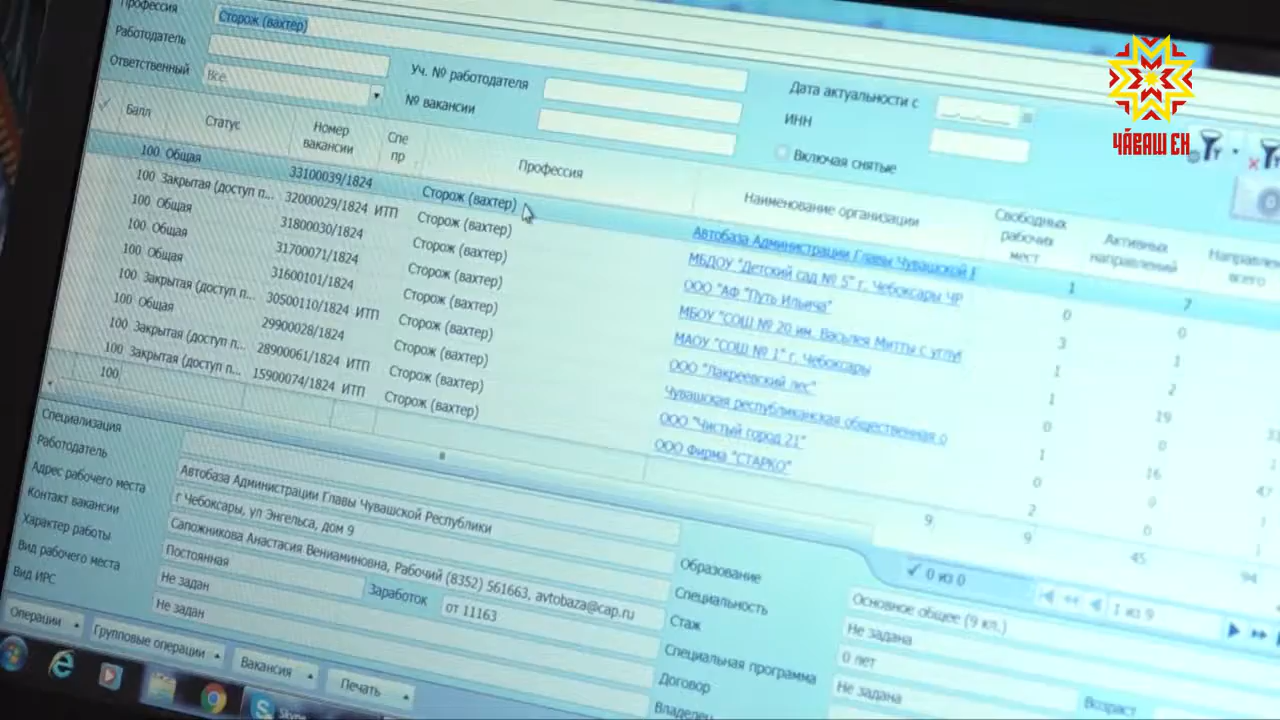 Профессия Сторож (вахтер)
Работодатель Уч. № работодателя Дата актуальности с
Ответственный Все № вакансии ИНН
Включая снятые
ЧӐВАШ ЕН
Балл Статус Номер вакансии Спе пр Профессия Наименование организации Свободных рабочих мест Активных направлений Направлен всего
100 Общая 33100039/1824 Сторож (вахтер) Автобаза Администрации Главы Чувашской Р 1 7
100 Закрытая (доступ п... 32000029/1824 ИТП Сторож (вахтер) МБДОУ "Детский сад № 5" г. Чебоксары ЧР 0 0
100 Общая 31800030/1824 Сторож (вахтер) ООО "АФ "Путь Ильича" 3 1
100 Общая 31700071/1824 Сторож (вахтер) МБОУ "СОШ № 20 им. Васьлея Митты с углуб 1 2
100 Общая 31600101/1824 Сторож (вахтер) МАОУ "СОШ № 1" г. Чебоксары 1 19
100 Закрытая (доступ п... 30500110/1824 ИТП Сторож (вахтер) ООО "Лакреевский лес" 0 0
100 Общая 29900028/1824 Сторож (вахтер) Чувашская республиканская общественная о 1 16 47
100 Закрытая (доступ п... 28900061/1824 ИТП Сторож (вахтер) ООО "Чистый город 21" 0 0
100 Закрытая (доступ п... 15900074/1824 ИТП Сторож (вахтер) ООО Фирма "СТАРКО" 2 0
100 9 9 45 94
0 из 0 1 из 9
Специализация
Работодатель Автобаза Администрации Главы Чувашской Республики
Адрес рабочего места г Чебоксары, ул Энгельса, дом 9
Контакт вакансии Сапожникова Анастасия Вениаминовна, Рабочий (8352) 561663, avtobaza@cap.ru
Характер работы Постоянная Заработок от 11163
Вид рабочего места Не задан
Вид ИРС Не задан
Образование Основное общее (9 кл.)
Специальность Не задана
Стаж 0 лет
Специальная программа Не задана
Договор Возраст
Владелец
Операции Групповые операции Вакансия Печать
Skype